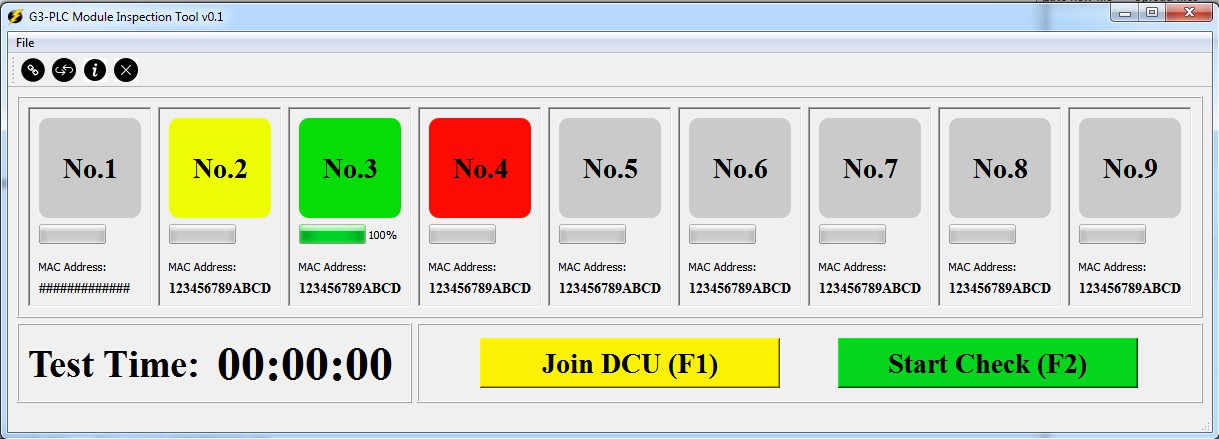 G3-PLC Module Inspection Tool v0.1
File
No.1 No.2 No.3 No.4 No.5 No.6 No.7 No.8 No.9
100%
MAC Address: MAC Address: MAC Address: MAC Address: MAC Address: MAC Address: MAC Address: MAC Address: MAC Address:
############# 123456789ABCD 123456789ABCD 123456789ABCD 123456789ABCD 123456789ABCD 123456789ABCD 123456789ABCD 123456789ABCD
Test Time: 00:00:00 Join DCU (F1) Start Check (F2)